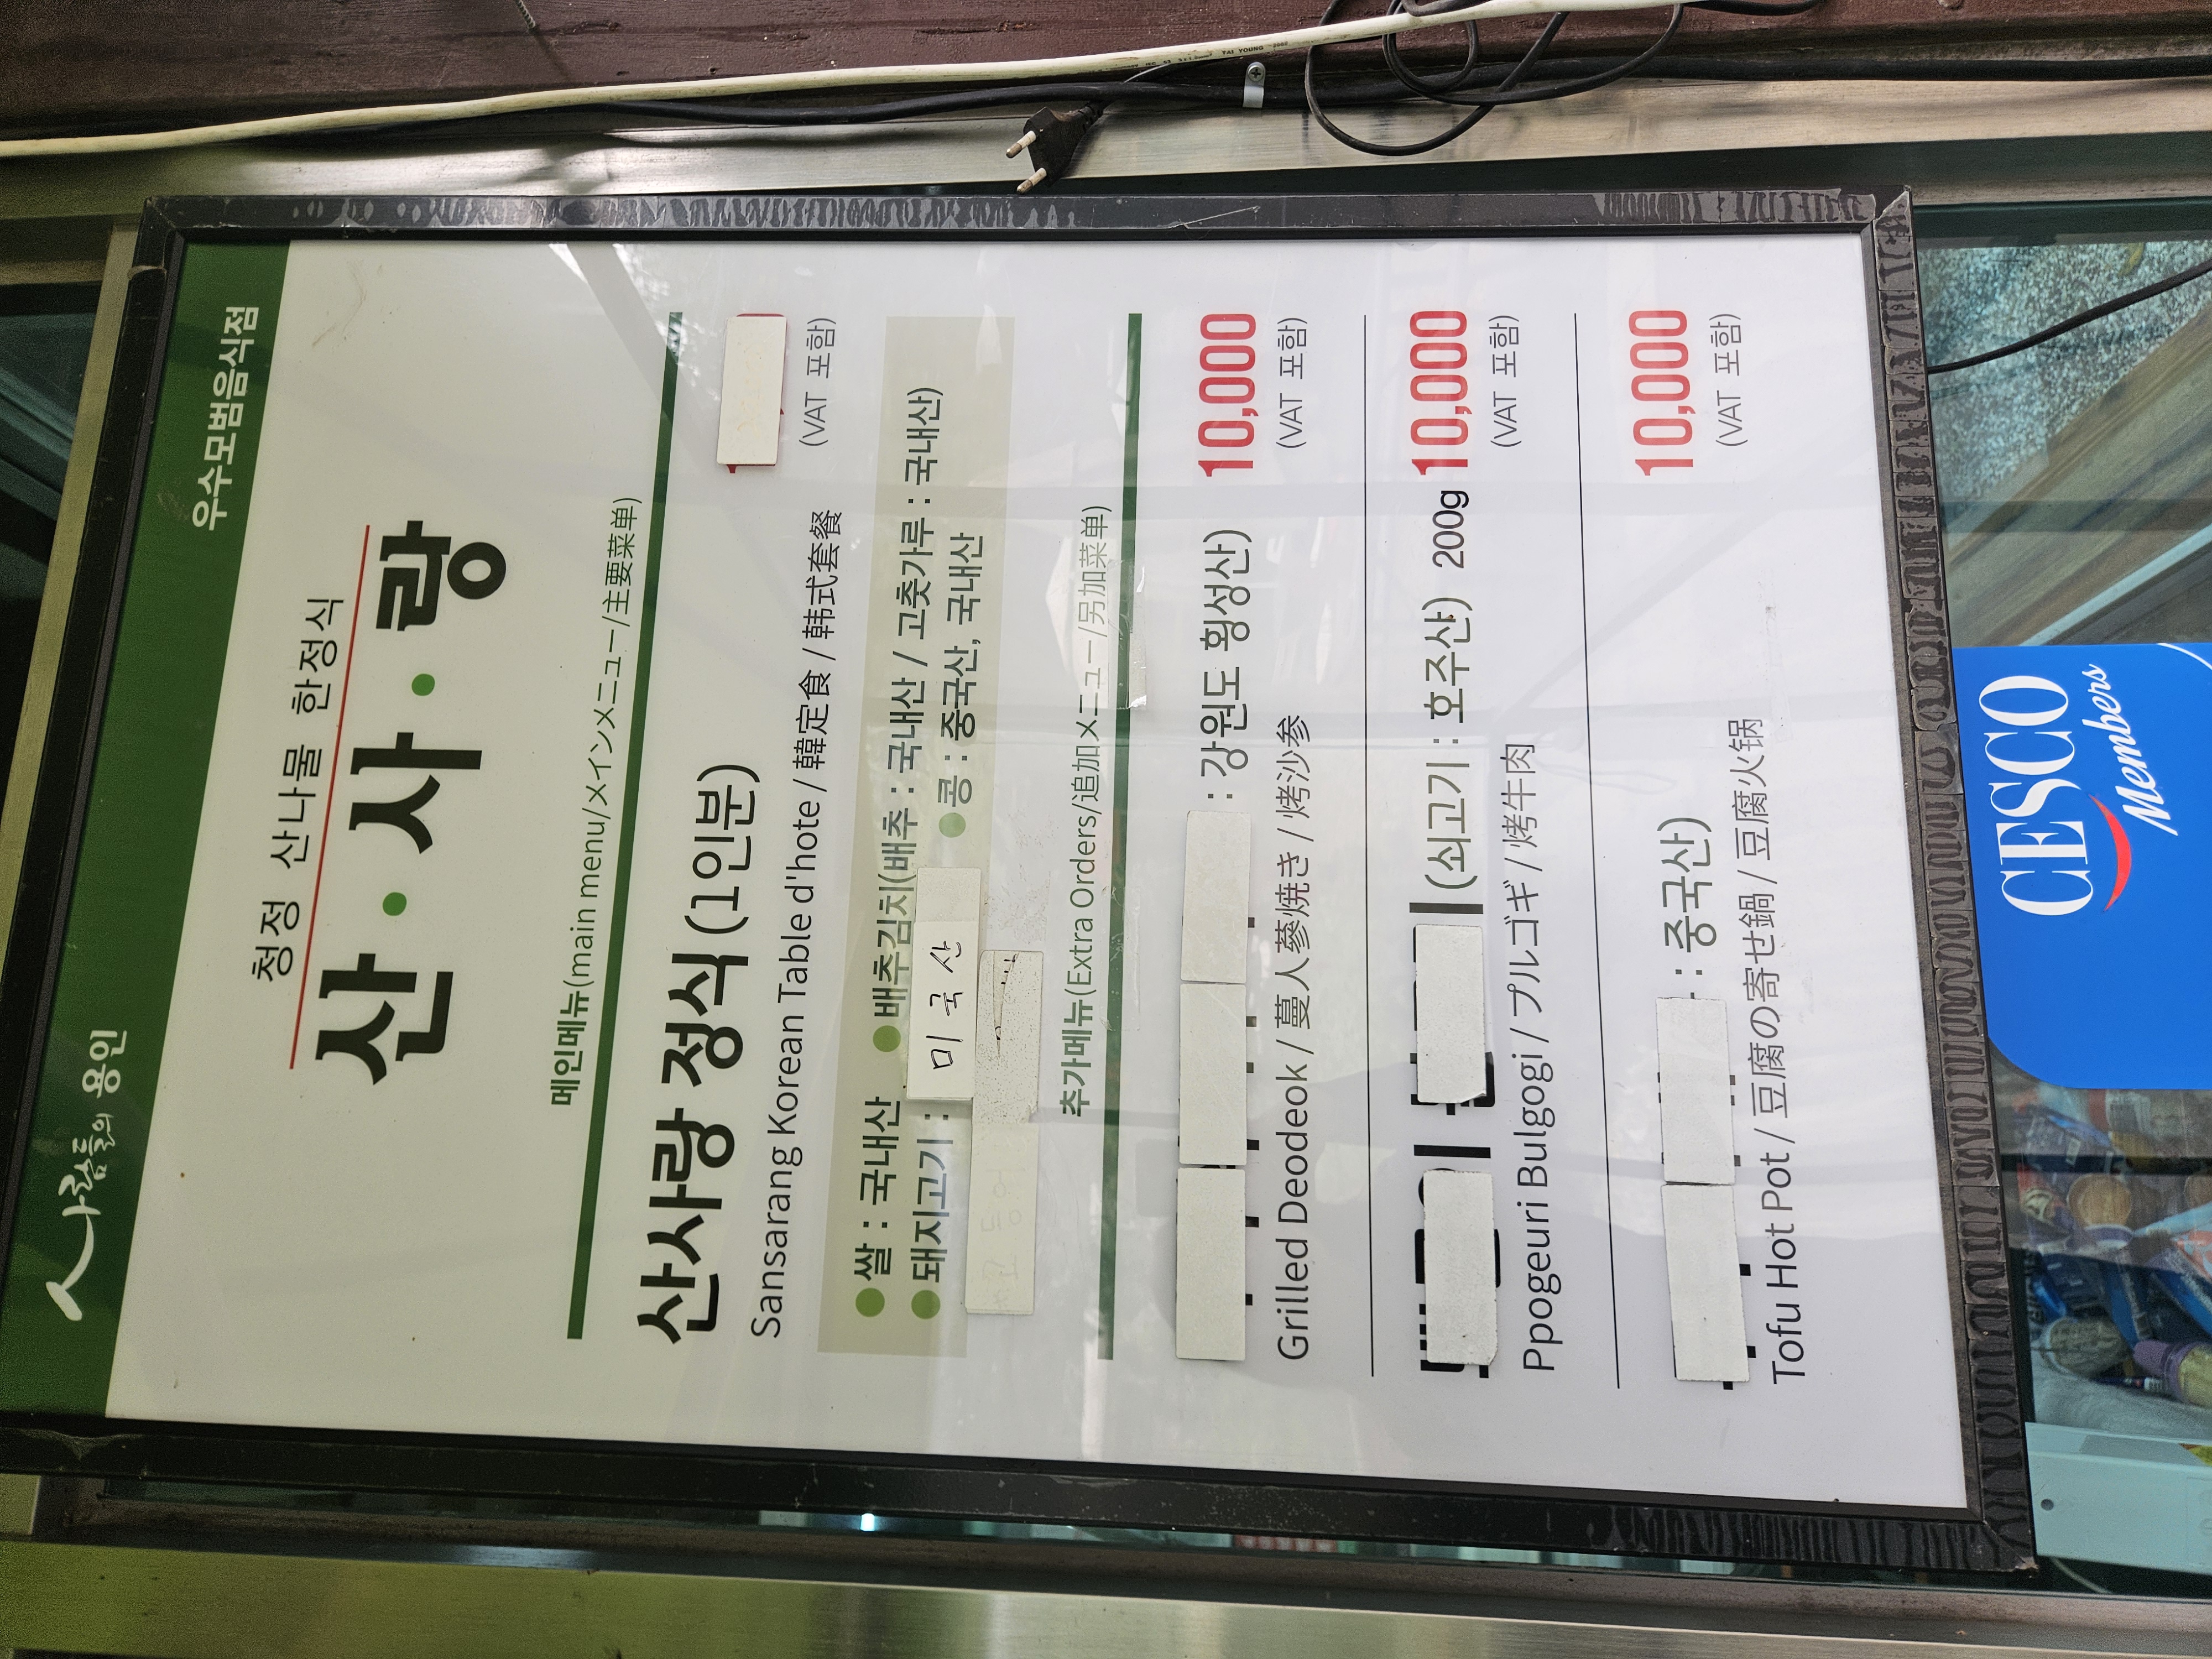 사람들의 용인
우수모범음식점
청정 산나물 한정식
산·사·랑
메인메뉴(main menu/メインメニュー/主要菜单)
산사랑 정식 (1인분)
Sansarang Korean Table d'hote / 韓定食 / 韩式套餐
(VAT 포함)
●쌀 : 국내산 ●배추김치(배추 : 국내산 / 고춧가루 : 국내산)
●돼지고기 : 미국산 ●콩 : 중국산, 국내산
추가메뉴(Extra Orders/追加メニュー/另加菜单)
: 강원도 횡성산) 10,000
Grilled Deodeok / 蔓人蔘焼き / 烤沙参 (VAT 포함)
(쇠고기 : 호주산) 200g 10,000
Ppogeuri Bulgogi / プルゴギ / 烤牛肉 (VAT 포함)
: 중국산) 10,000
Tofu Hot Pot / 豆腐の寄せ鍋 / 豆腐火锅 (VAT 포함)
CESCO
Members
TAI YOUNG